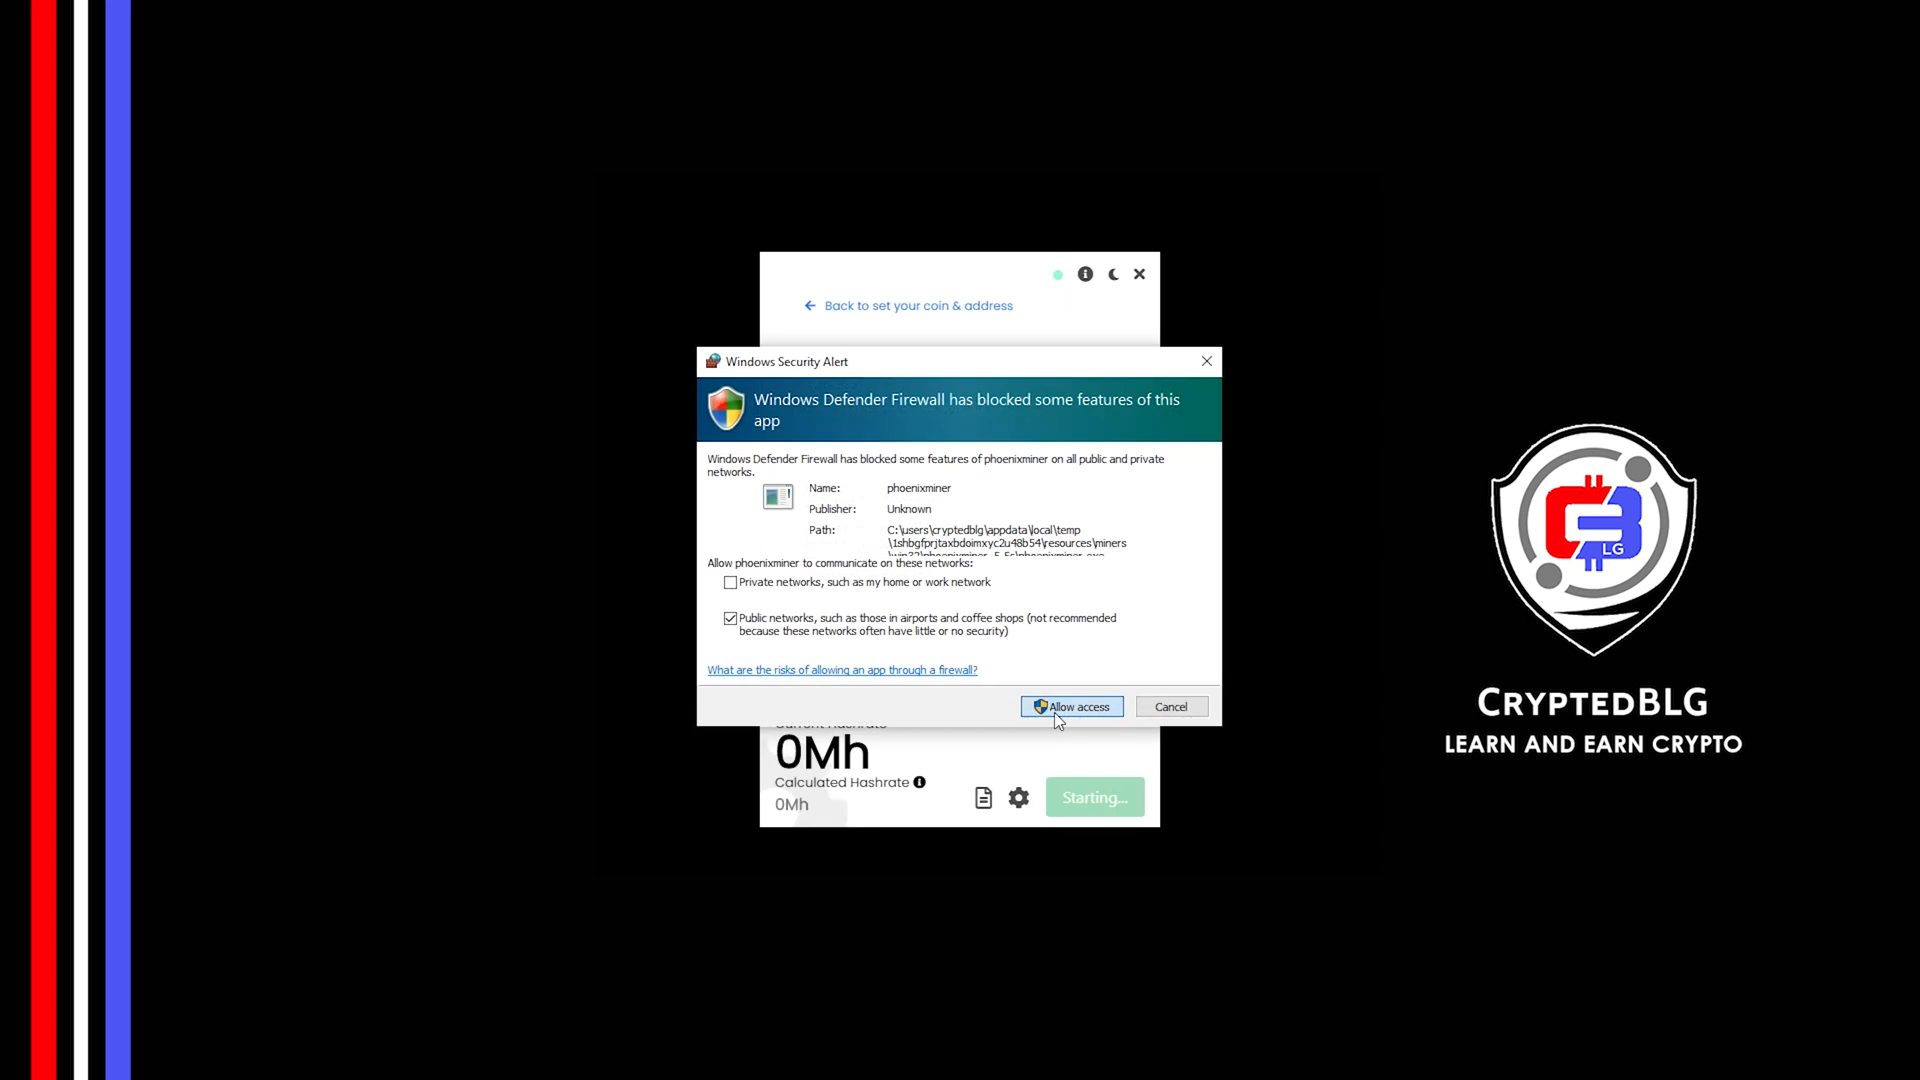 Back to set your coin & address
Windows Security Alert
Windows Defender Firewall has blocked some features of this
app
Windows Defender Firewall has blocked some features of phoenixminer on all public and private
networks.
Name: phoenixminer
Publisher: Unknown
Path: C:\users\cryptedblg\appdata\local\temp
\1shbgfprjtaxbdoimxyc2u48b54\resources\miners
Allow phoenixminer to communicate on these networks:
Private networks, such as my home or work network
Public networks, such as those in airports and coffee shops (not recommended
because these networks often have little or no security)
What are the risks of allowing an app through a firewall?
Allow access
Cancel
0Mh
Calculated Hashrate
0Mh
Starting...
LG
CRYPTEDBLG
LEARN AND EARN CRYPTO